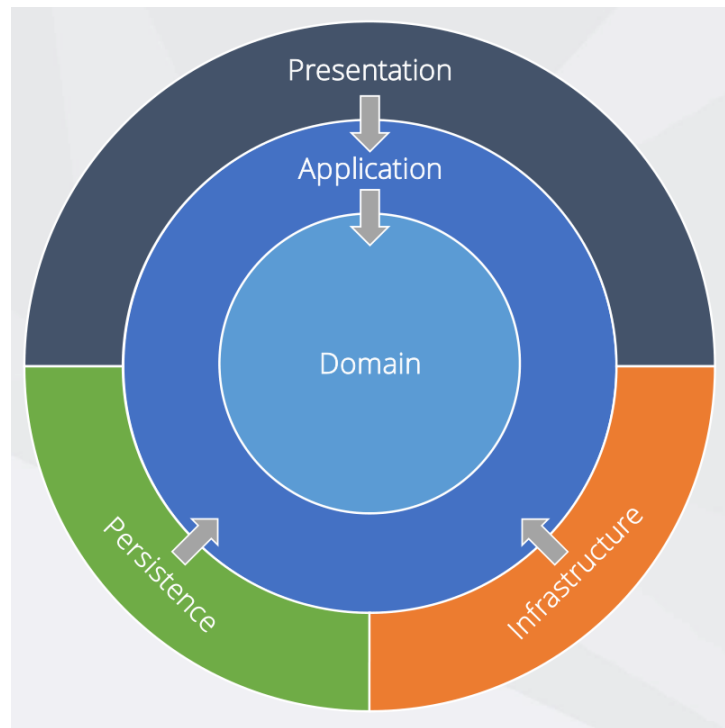 Presentation
Application
Domain
Persistence
Infrastructure